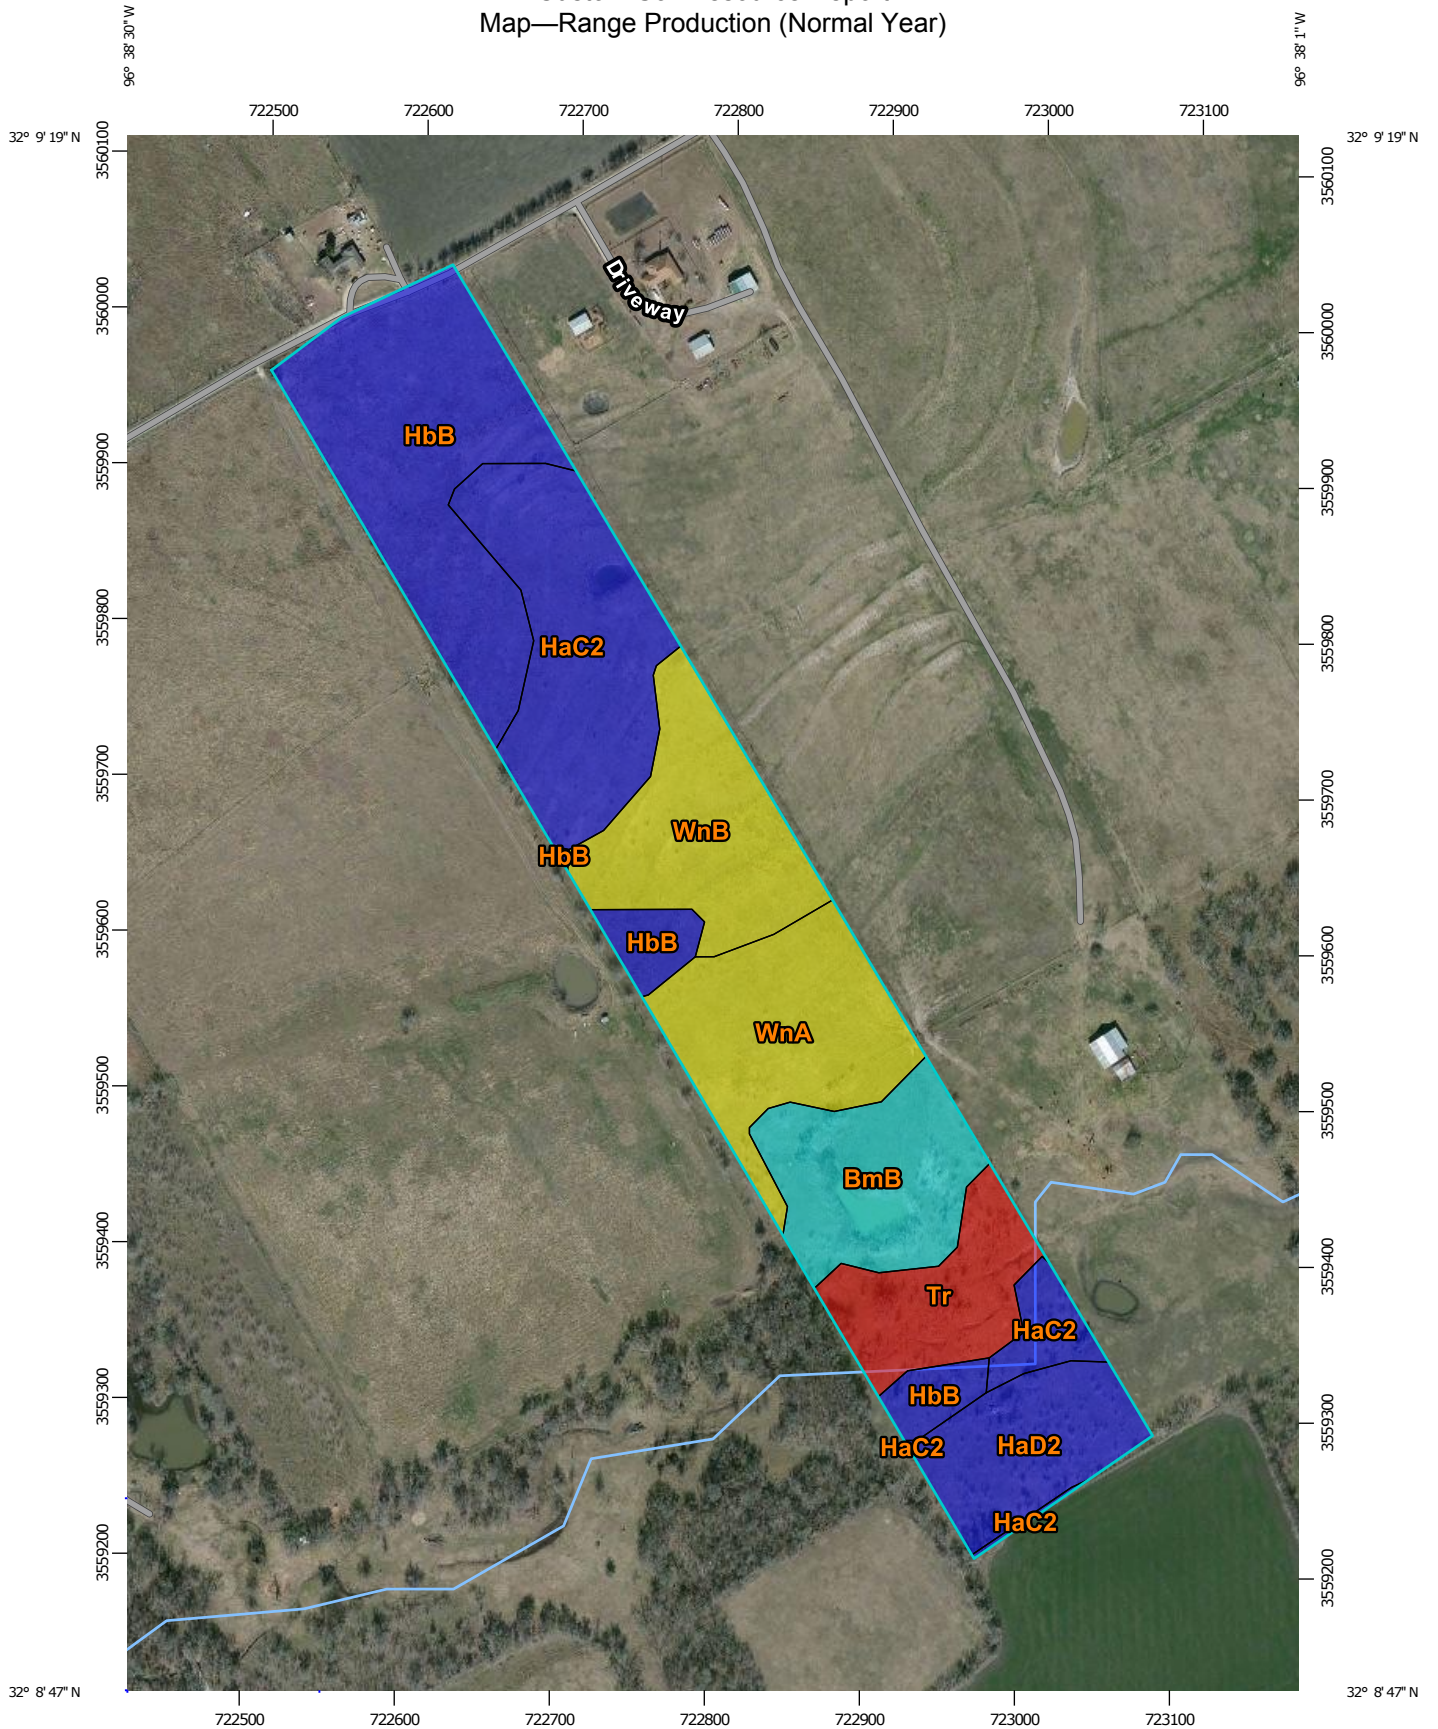 Map—Range Production (Normal Year)
96° 38' 30" W
96° 38' 1" W
722500 722600 722700 722800 722900 723000 723100
32° 9' 19" N
32° 9' 19" N
3560100
3560100
Driveway
3560000
3560000
HbB
3559900
3559900
3559800
HaC2
3559800
3559700
3559700
WnB
HbB
3559600
HbB
3559600
WnA
3559500
3559500
BmB
3559400
3559400
Tr
HaC2
3559300
HbB
3559300
HaC2
HaD2
HaC2
3559200
3559200
32° 8' 47" N
32° 8' 47" N
722500 722600 722700 722800 722900 723000 723100